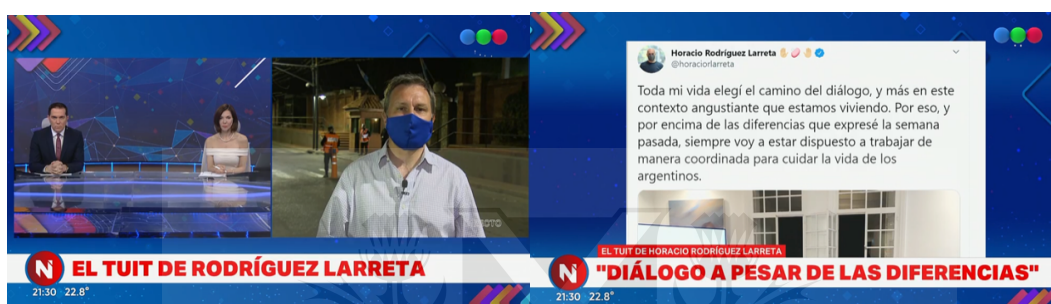 EL TUIT DE RODRÍGUEZ LARRETA
N
21:30 22.8°
Horacio Rodríguez Larreta
@horaciorlarreta
Toda mi vida elegí el camino del diálogo, y más en este
contexto angustiante que estamos viviendo. Por eso, y
por encima de las diferencias que expresé la semana
pasada, siempre voy a estar dispuesto a trabajar de
manera coordinada para cuidar la vida de los
argentinos.
EL TUIT DE HORACIO RODRÍGUEZ LARRETA
N
"DIÁLOGO A PESAR DE LAS DIFERENCIAS"
21:30 22.8°